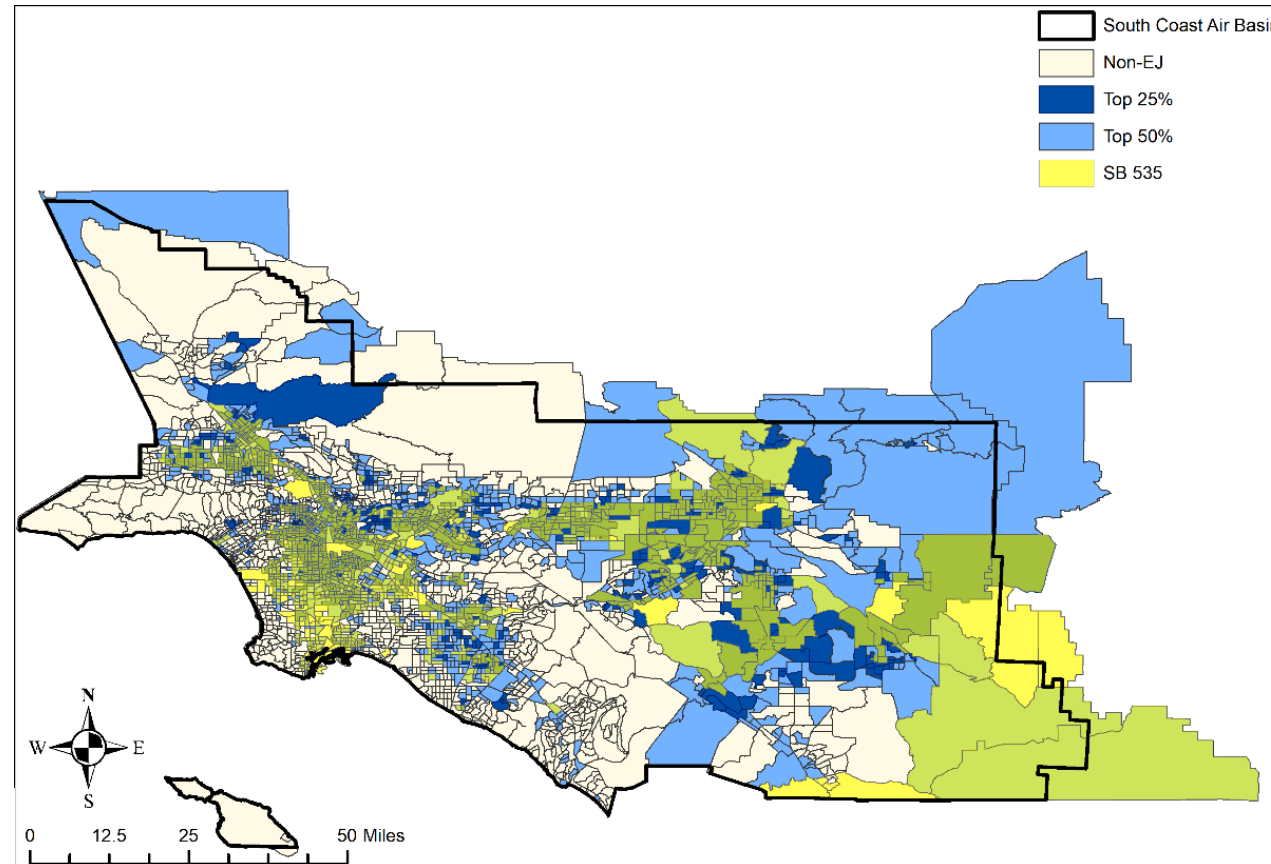 South Coast Air Basi
Non-EJ
Top 25%
Top 50%
SB 535
N
W E
S
0 12.5 25 50 Miles